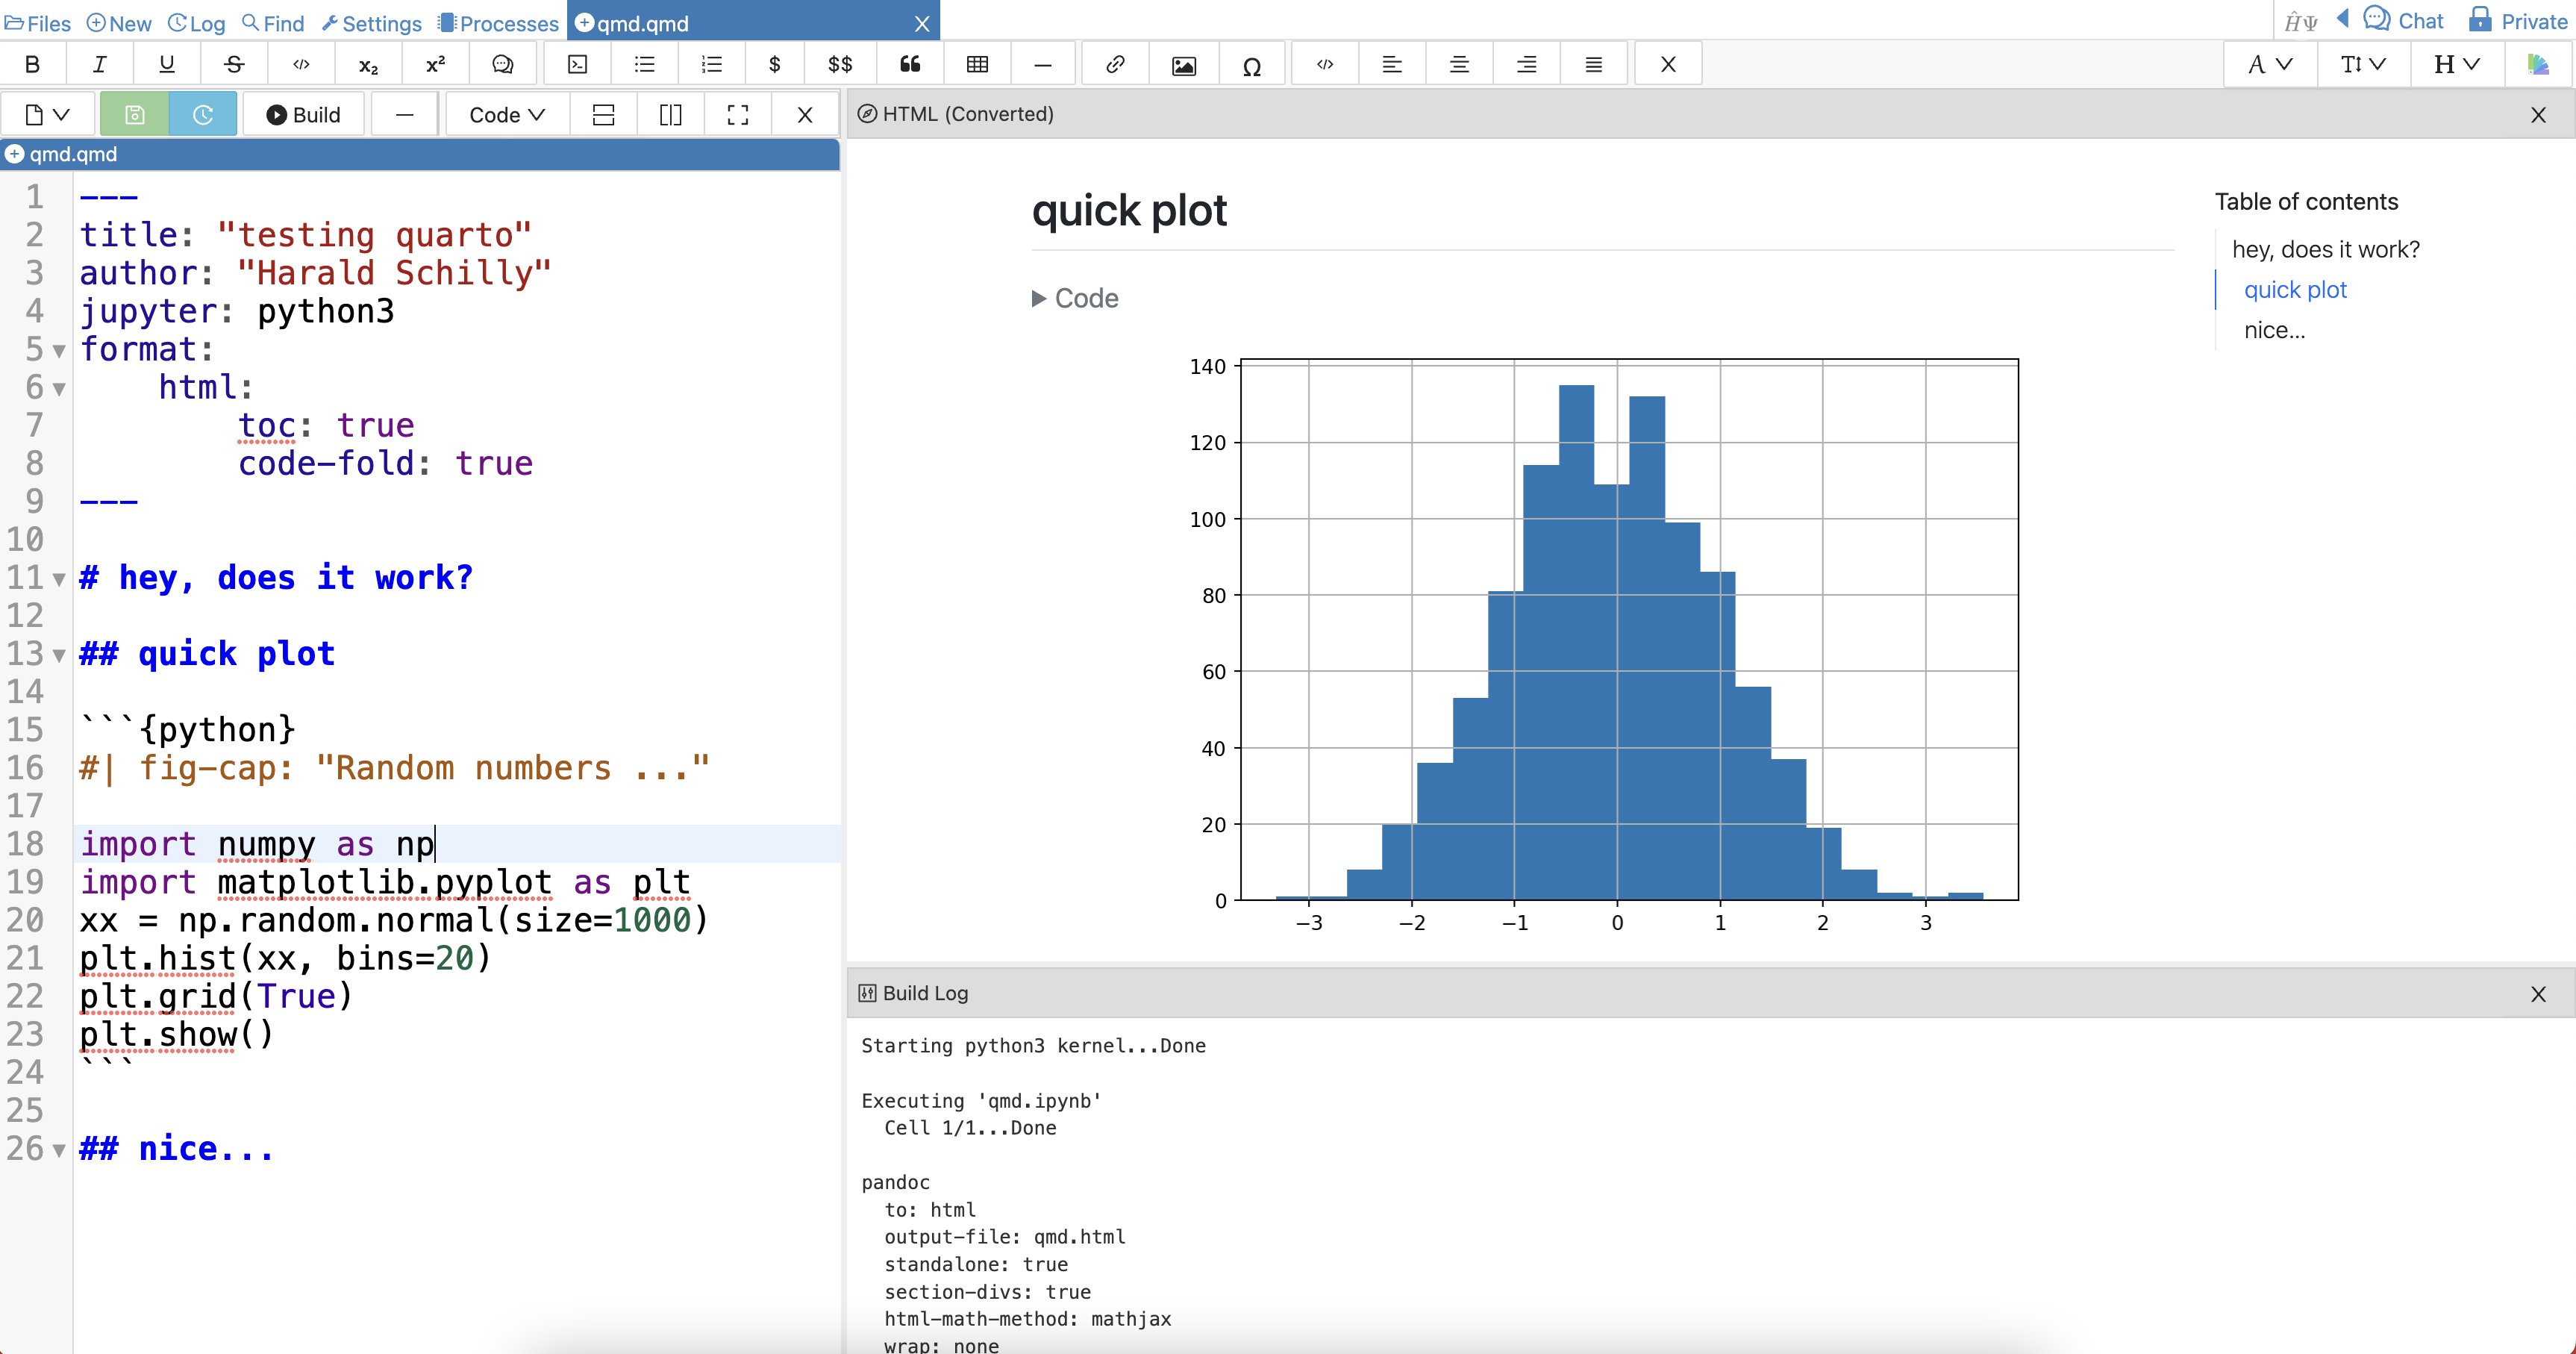 Files New Log Find Settings Processes qmd.qmd X ĤΨ Chat Private
B I U S </> x₂ x² $ $$ Ω </> X A T H
Build Code X
HTML (Converted) X
qmd.qmd
1 ---
2 title: "testing quarto"
3 author: "Harald Schilly"
4 jupyter: python3
5 format:
6 html:
7 toc: true
8 code-fold: true
9 ---
10
11 # hey, does it work?
12
13 ## quick plot
14
15 ```{python}
16 #| fig-cap: "Random numbers ..."
17
18 import numpy as np
19 import matplotlib.pyplot as plt
20 xx = np.random.normal(size=1000)
21 plt.hist(xx, bins=20)
22 plt.grid(True)
23 plt.show()
24 ```
25
26 ## nice...
quick plot
Code
140
120
100
80
60
40
20
0
−3 −2 −1 0 1 2 3
Table of contents
hey, does it work?
quick plot
nice...
Build Log X
Starting python3 kernel...Done
Executing 'qmd.ipynb'
Cell 1/1...Done
pandoc
to: html
output-file: qmd.html
standalone: true
section-divs: true
html-math-method: mathjax
wrap: none